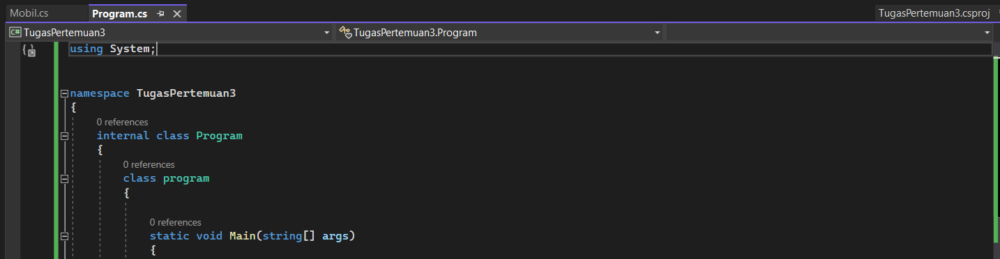 Mobil.cs Program.cs TugasPertemuan3.csproj
C# TugasPertemuan3 TugasPertemuan3.Program
using System;
namespace TugasPertemuan3
{
0 references
internal class Program
{
0 references
class program
{
0 references
static void Main(string[] args)
{